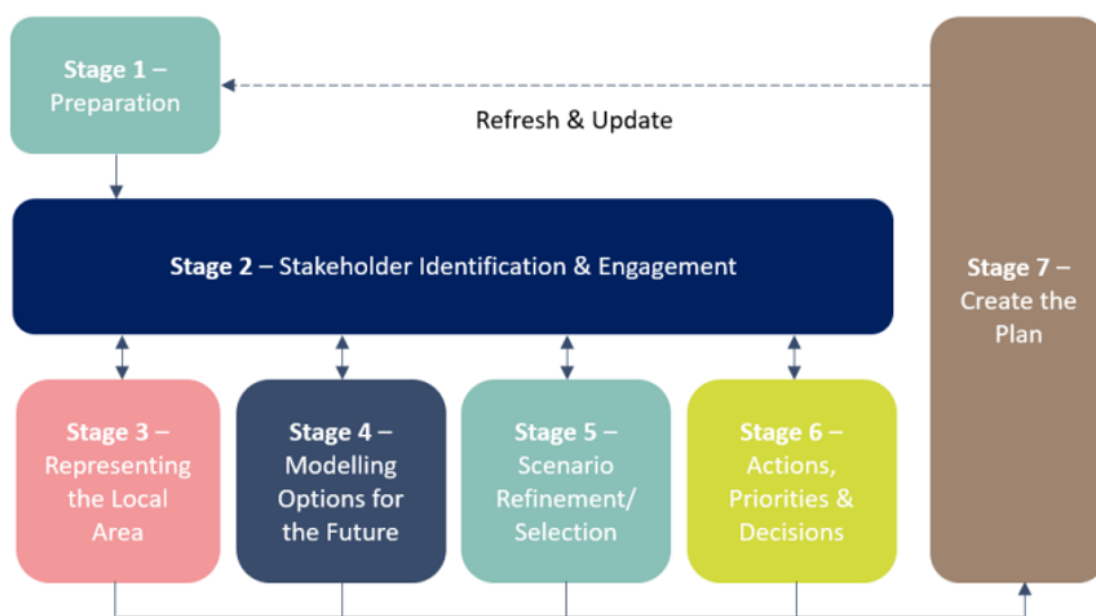 Stage 1 –
Preparation
Refresh & Update
Stage 2 – Stakeholder Identification & Engagement
Stage 7 –
Create the
Plan
Stage 3 –
Representing
the Local
Area
Stage 4 –
Modelling
Options for
the Future
Stage 5 –
Scenario
Refinement/
Selection
Stage 6 –
Actions,
Priorities &
Decisions